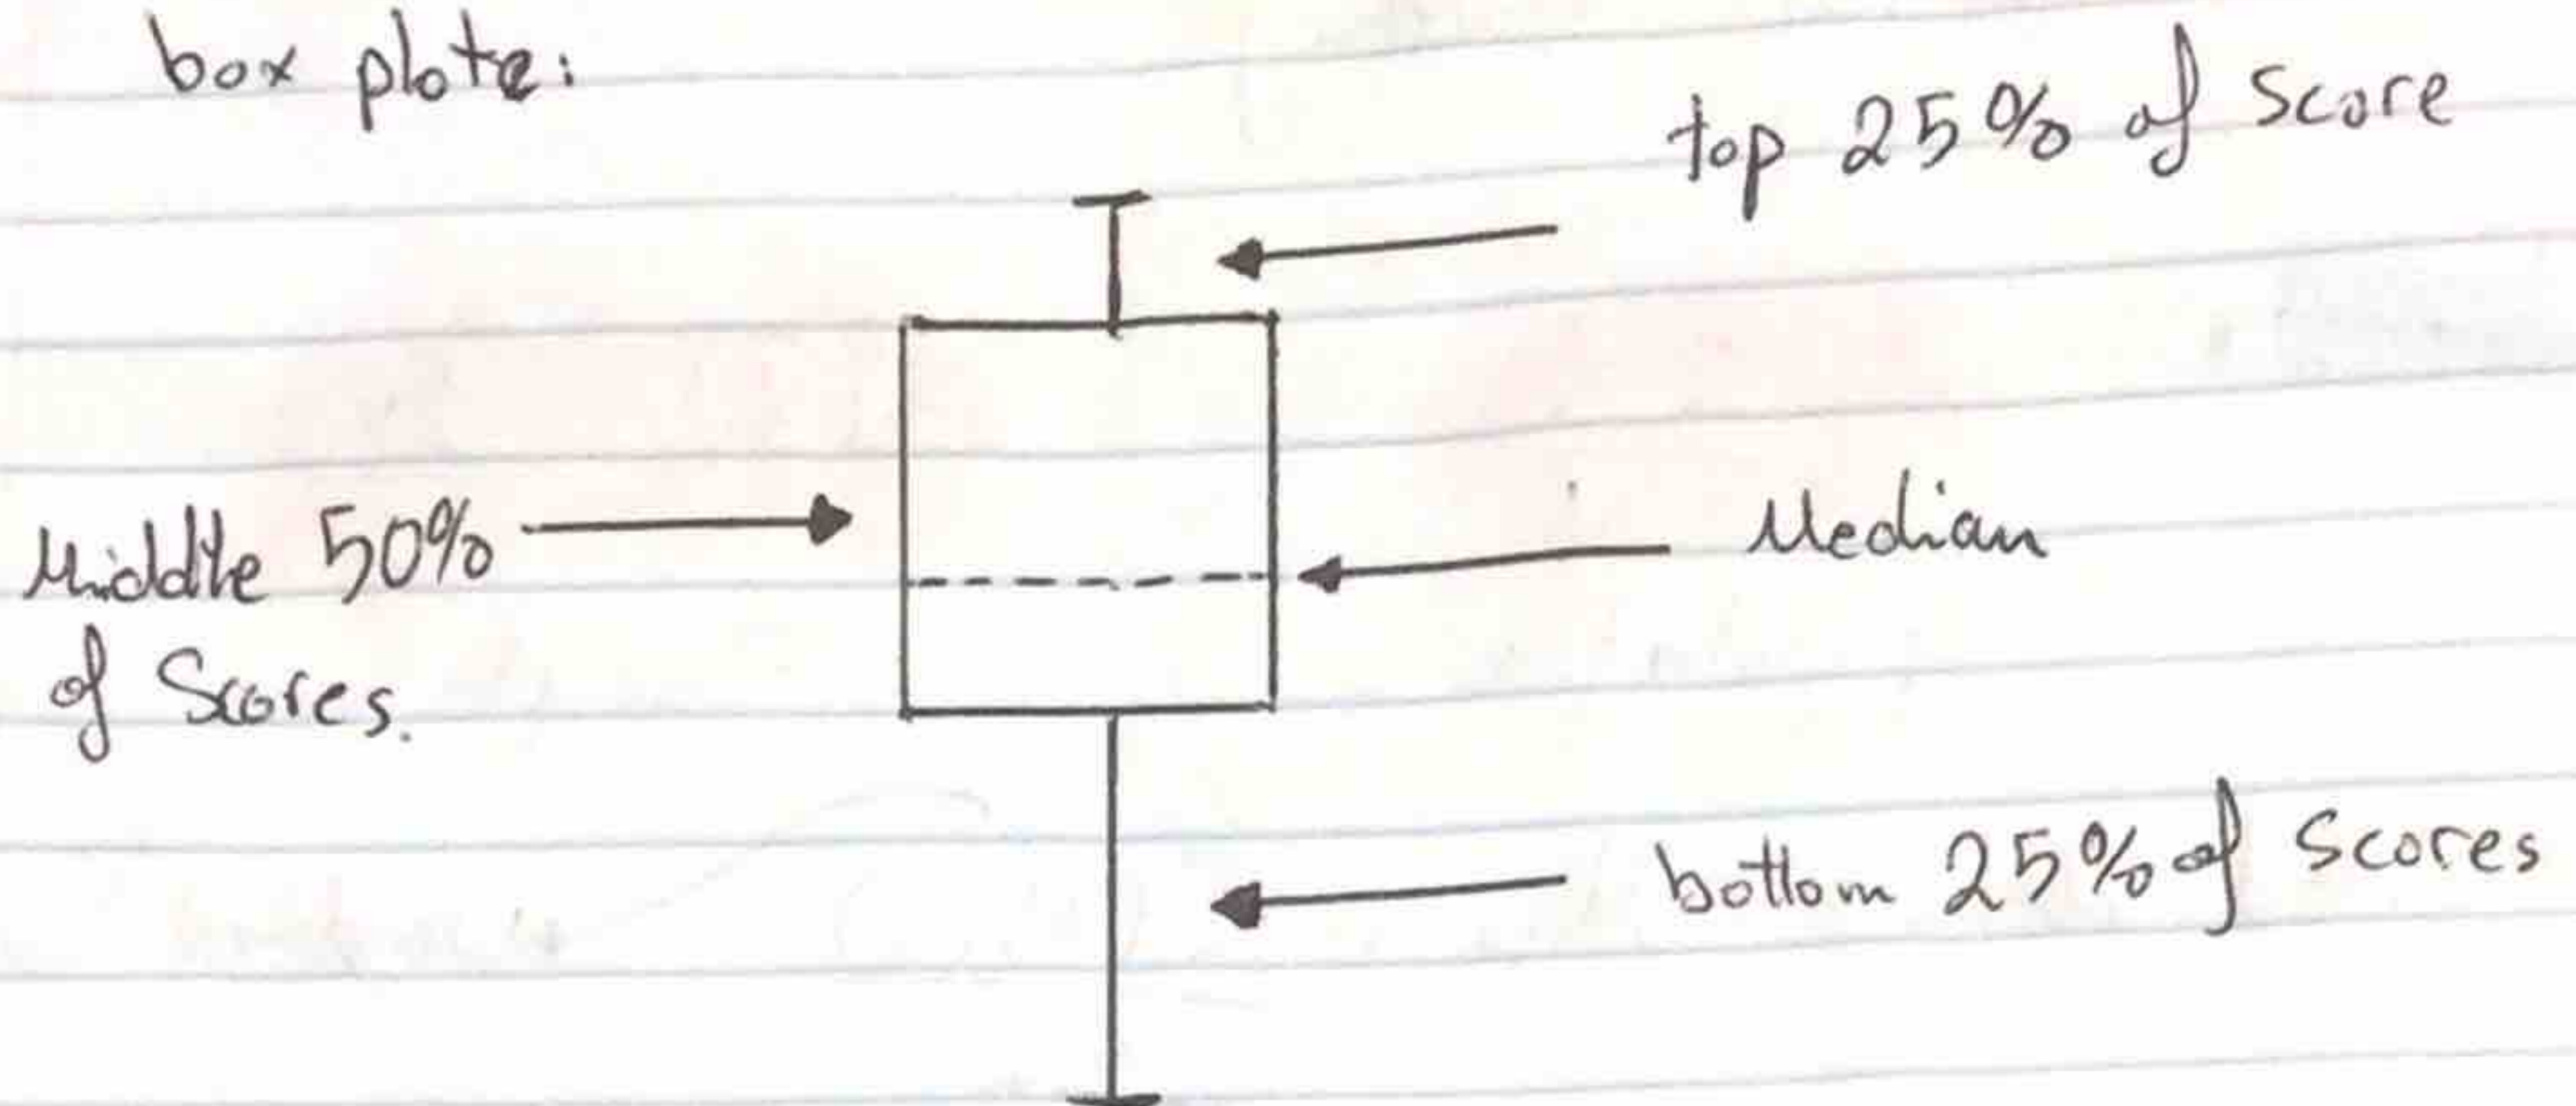 box plote:
top 25% of score
Middle 50%
of Scores.
Median
bottom 25% of scores